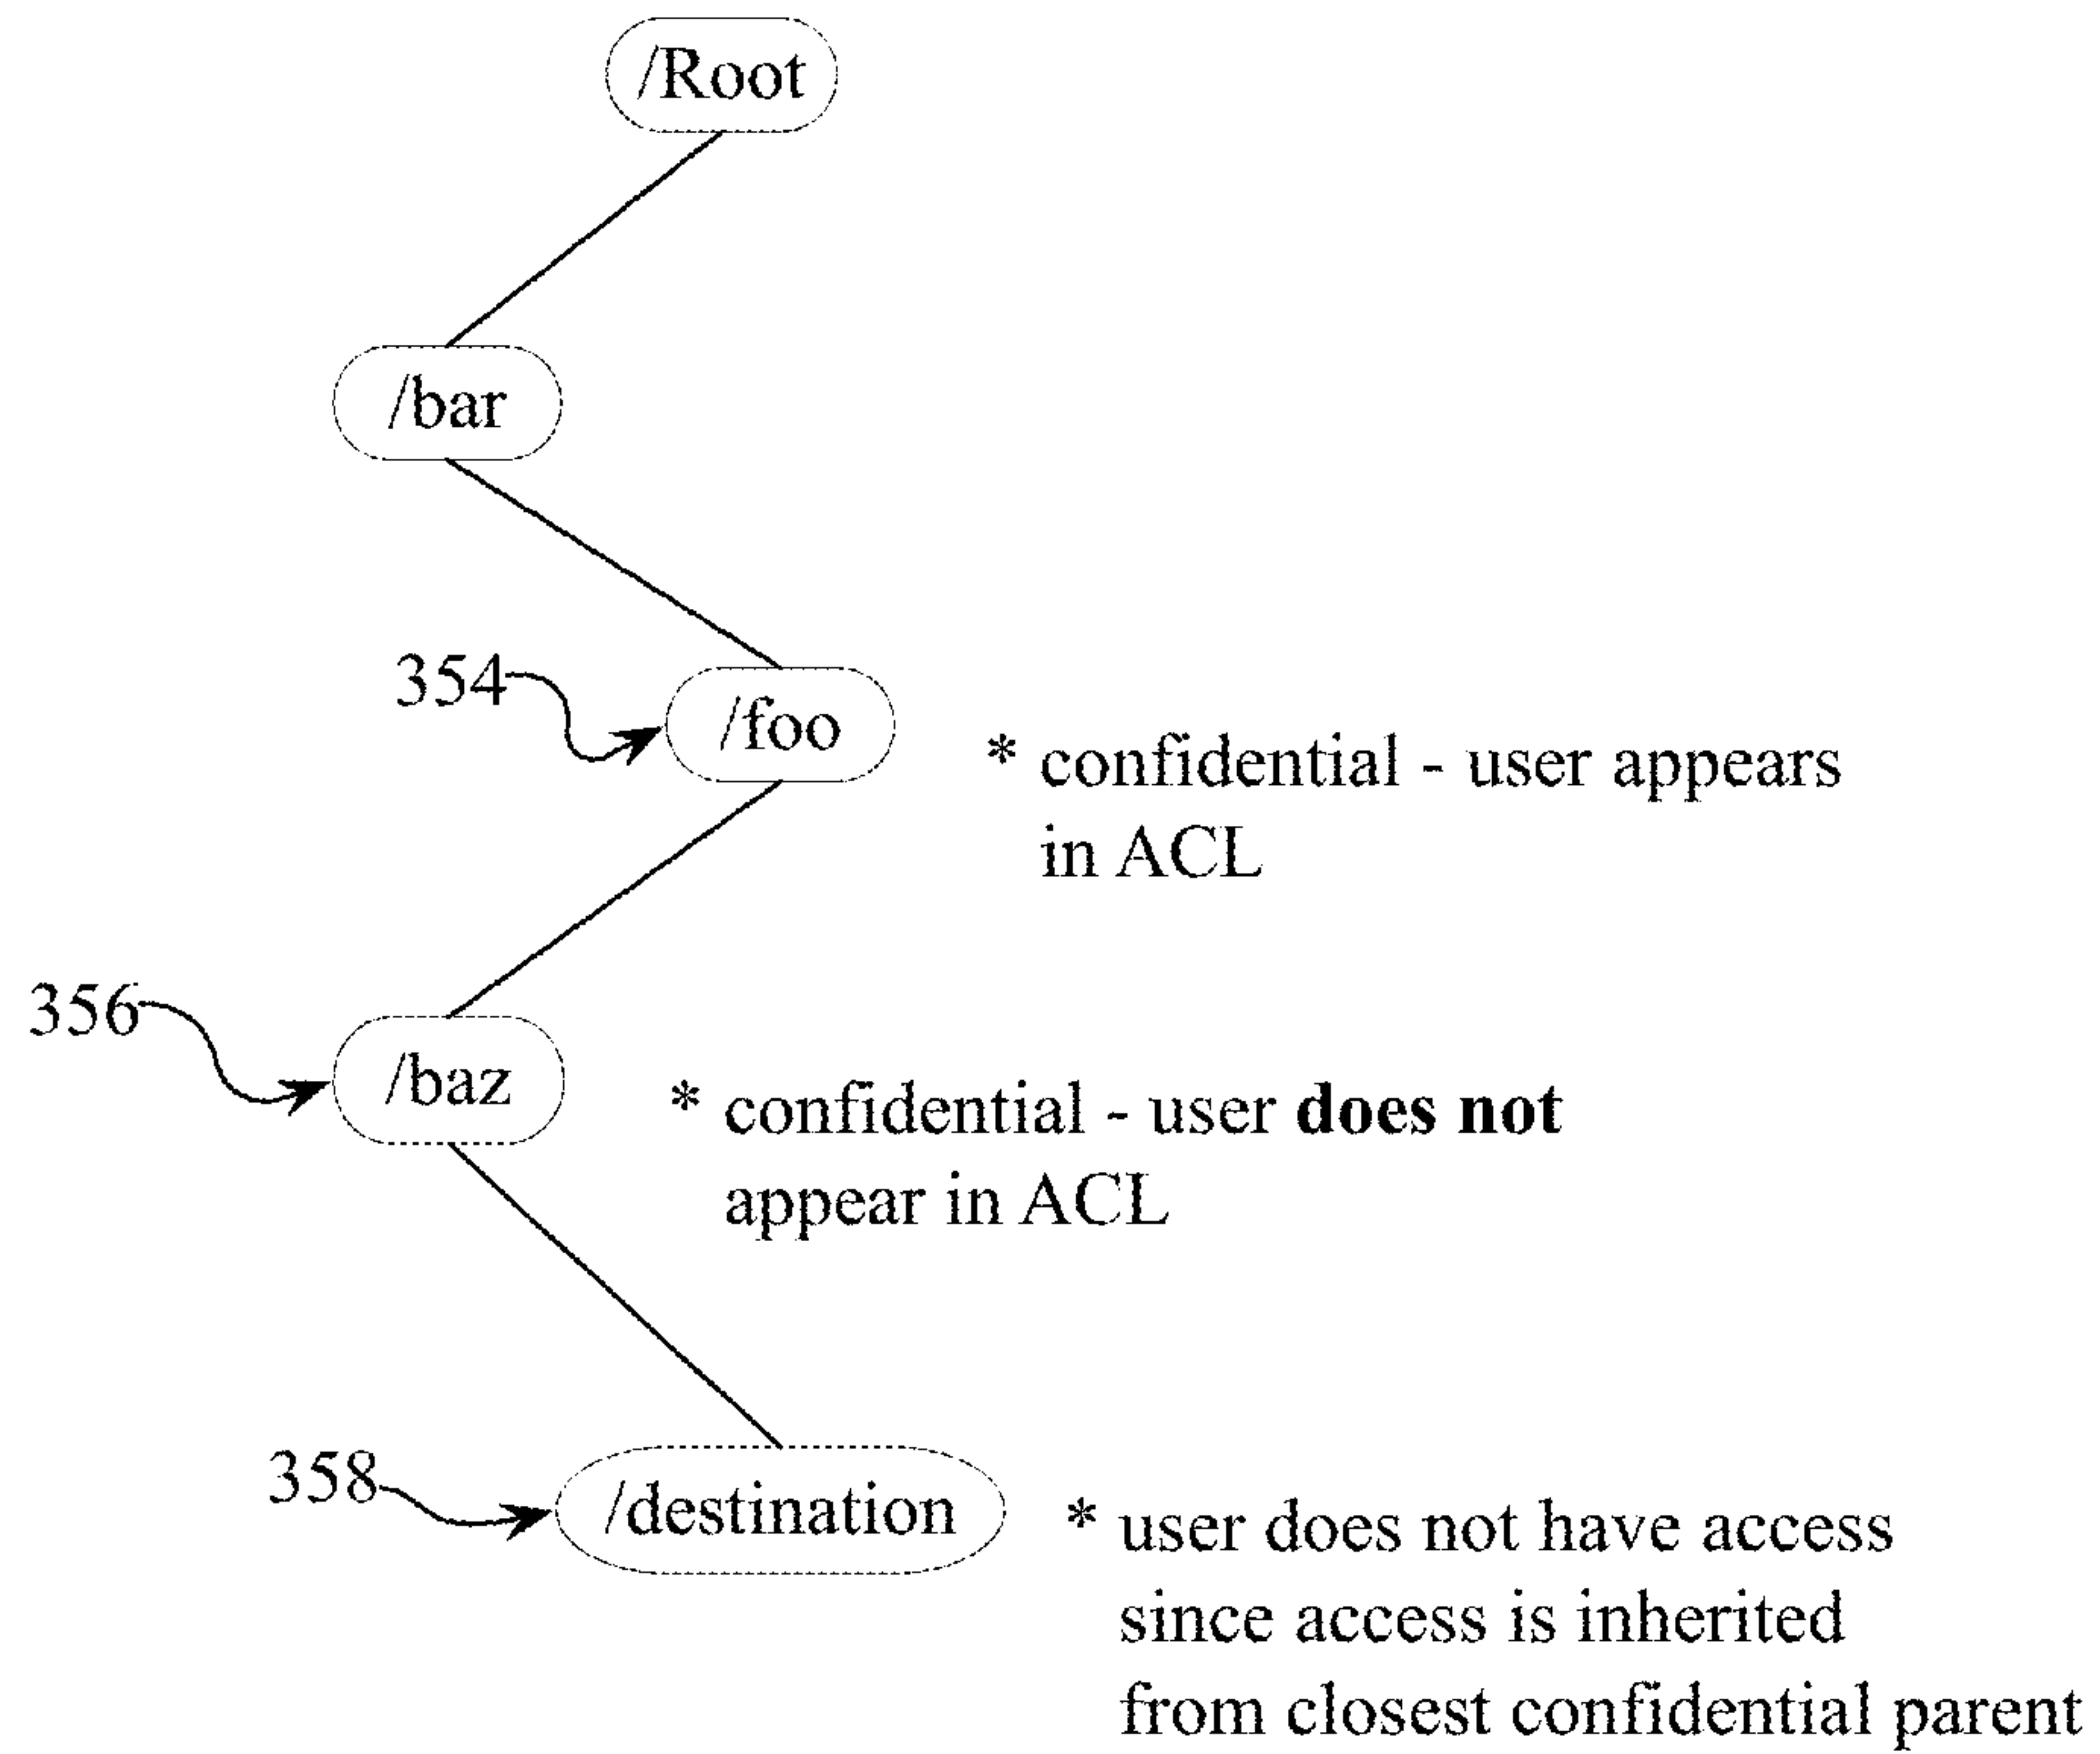 /Root
/bar
354
/foo
* confidential - user appears
in ACL
356
/baz
* confidential - user does not
appear in ACL
358
/destination
* user does not have access
since access is inherited
from closest confidential parent